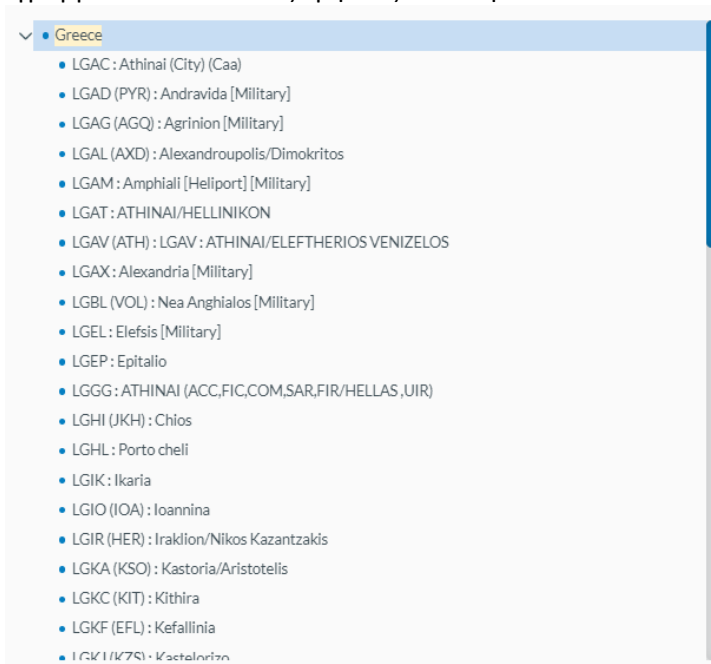 Greece
LGAC : Athinai (City) (Caa)
LGAD (PYR) : Andravida [Military]
LGAG (AGQ) : Agrinion [Military]
LGAL (AXD) : Alexandroupolis/Dimokritos
LGAM : Amphiali [Heliport] [Military]
LGAT : ATHINAI/HELLINIKON
LGAV (ATH) : LGAV : ATHINAI/ELEFTHERIOS VENIZELOS
LGAX : Alexandria [Military]
LGBL (VOL) : Nea Anghialos [Military]
LGEL : Elefsis [Military]
LGEP : Epitalio
LGGG : ATHINAI (ACC,FIC,COM,SAR,FIR/HELLAS ,UIR)
LGHI (JKH) : Chios
LGHL : Porto cheli
LGIK : Ikaria
LGIO (IOA) : Ioannina
LGIR (HER) : Iraklion/Nikos Kazantzakis
LGKA (KSO) : Kastoria/Aristotelis
LGKC (KIT) : Kithira
LGKF (EFL) : Kefallinia
LGKJ (KZS) : Kastelorizo